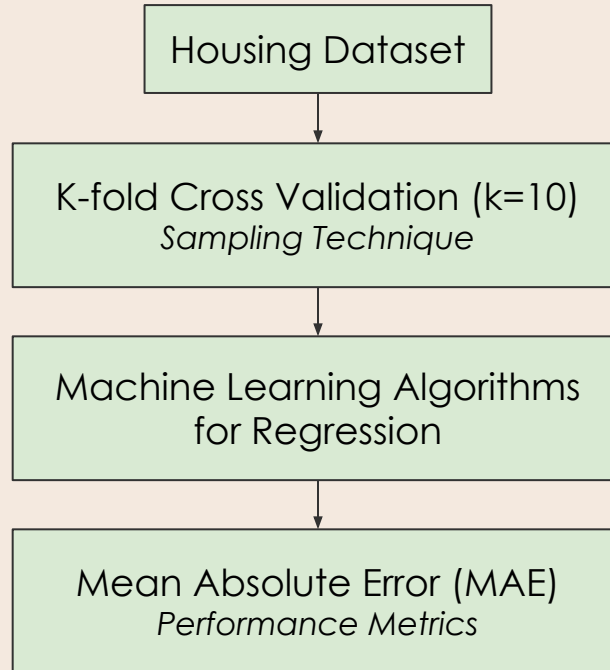 Housing Dataset
K-fold Cross Validation (k=10)
Sampling Technique
Machine Learning Algorithms
for Regression
Mean Absolute Error (MAE)
Performance Metrics